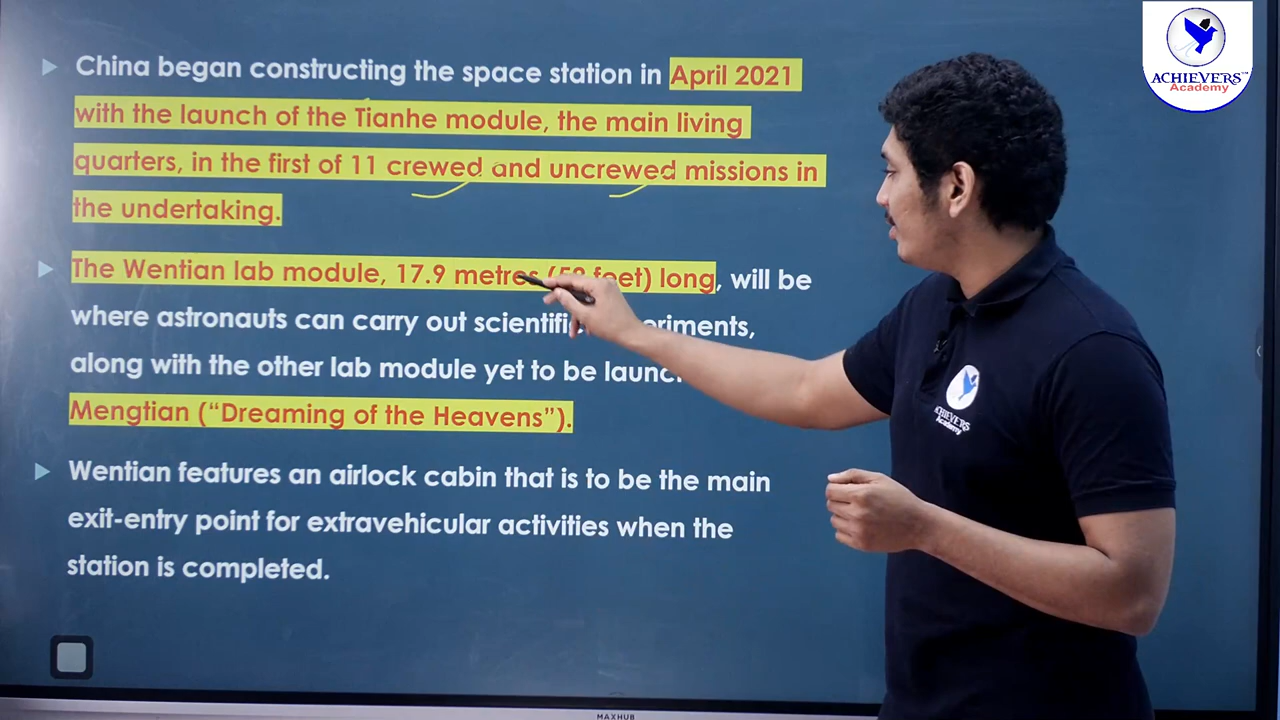 China began constructing the space station in April 2021
with the launch of the Tianhe module, the main living
quarters, in the first of 11 crewed and uncrewed missions in
the undertaking.
The Wentian lab module, 17.9 metres feet) long, will be
where astronauts can carry out scientific
along with the other lab module yet to be
Mengtian (“Dreaming of the Heavens”).
Wentian features an airlock cabin that is to be the main
exit-entry point for extravehicular activities when the
station is completed.
ACHIEVERS™
Academy
ACHIEVERS
Academy
MAXHUB